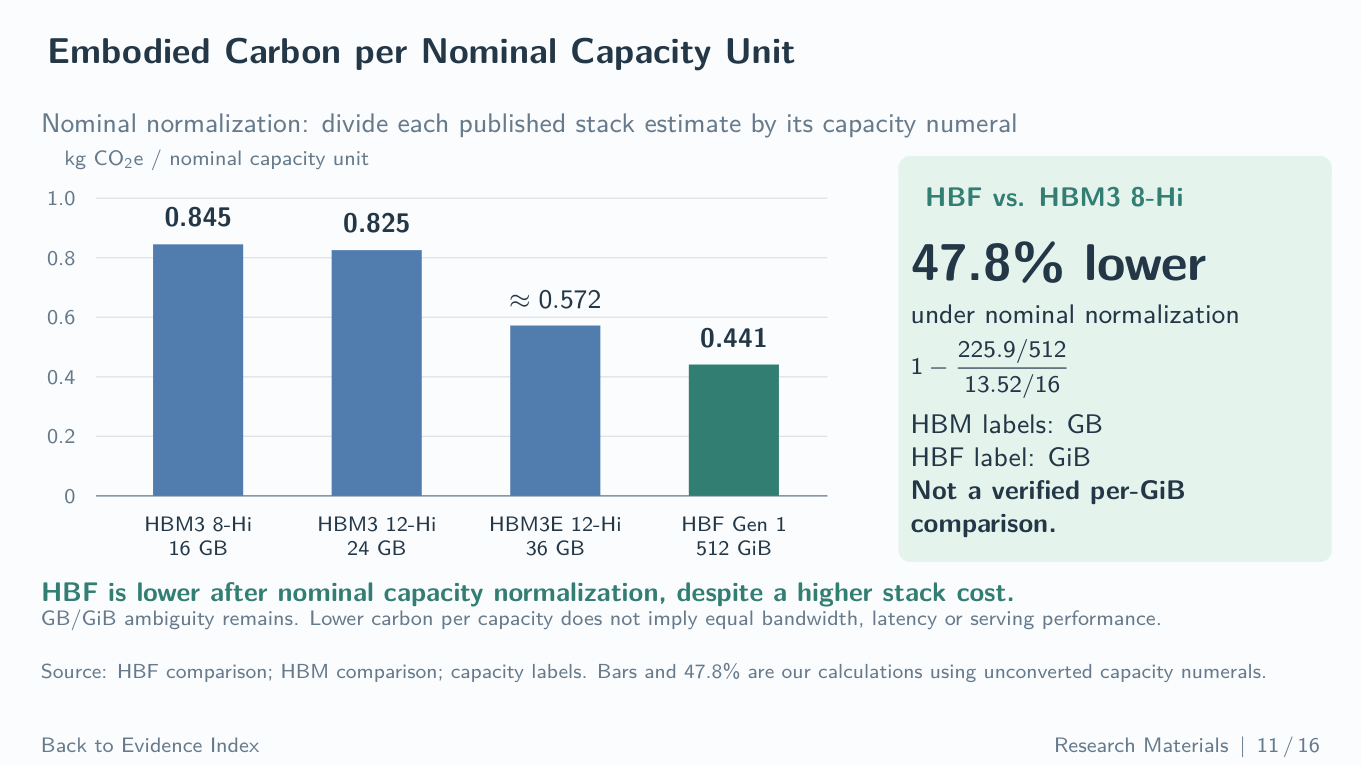 Embodied Carbon per Nominal Capacity Unit
Nominal normalization: divide each published stack estimate by its capacity numeral
kg CO₂e / nominal capacity unit
1.0
0.8
0.6
0.4
0.2
0
0.845
0.825
≈ 0.572
0.441
HBM3 8-Hi
16 GB
HBM3 12-Hi
24 GB
HBM3E 12-Hi
36 GB
HBF Gen 1
512 GiB
HBF vs. HBM3 8-Hi
47.8% lower
under nominal normalization
1 − 225.9/512
13.52/16
HBM labels: GB
HBF label: GiB
Not a verified per-GiB
comparison.
HBF is lower after nominal capacity normalization, despite a higher stack cost.
GB/GiB ambiguity remains. Lower carbon per capacity does not imply equal bandwidth, latency or serving performance.
Source: HBF comparison; HBM comparison; capacity labels. Bars and 47.8% are our calculations using unconverted capacity numerals.
Back to Evidence Index
Research Materials | 11 / 16